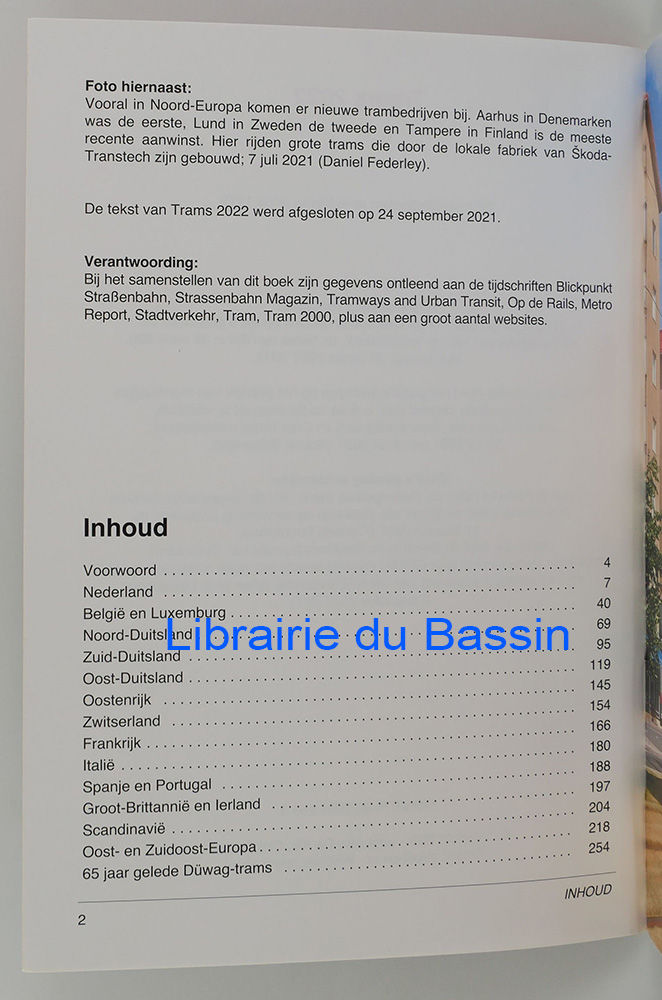 Foto hiernaast:
Vooral in Noord-Europa komen er nieuwe trambedrijven bij. Aarhus in Denemarken
was de eerste, Lund in Zweden de tweede en Tampere in Finland is de meeste
recente aanwinst. Hier rijden grote trams die door de lokale fabriek van Škoda-
Transtech zijn gebouwd; 7 juli 2021 (Daniel Federley).
De tekst van Trams 2022 werd afgesloten op 24 september 2021.
Verantwoording:
Bij het samenstellen van dit boek zijn gegevens ontleend aan de tijdschriften Blickpunkt
Straßenbahn, Strassenbahn Magazin, Tramways and Urban Transit, Op de Rails, Metro
Report, Stadtverkehr, Tram, Tram 2000, plus aan een groot aantal websites.
Inhoud
Voorwoord 4
Nederland 7
België en Luxemburg 40
Noord-Duitsland 69
Librairie du Bassin
Zuid-Duitsland 95
Oost-Duitsland 119
Oostenrijk 145
Zwitserland 154
Frankrijk 166
Italië 180
Spanje en Portugal 188
Groot-Brittannië en Ierland 197
Scandinavië 204
Oost- en Zuidoost-Europa 218
65 jaar gelede Düwag-trams 254
2 INHOUD